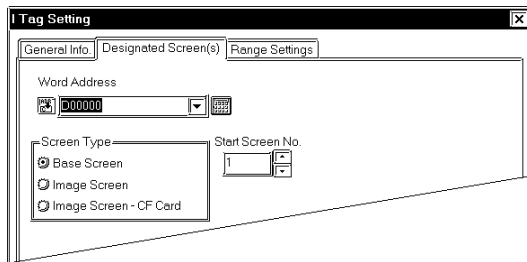 I Tag Setting
General Info. Designated Screen(s) Range Settings
Word Address
D00000
Screen Type
Start Screen No.
Base Screen
1
Image Screen
Image Screen - CF Card